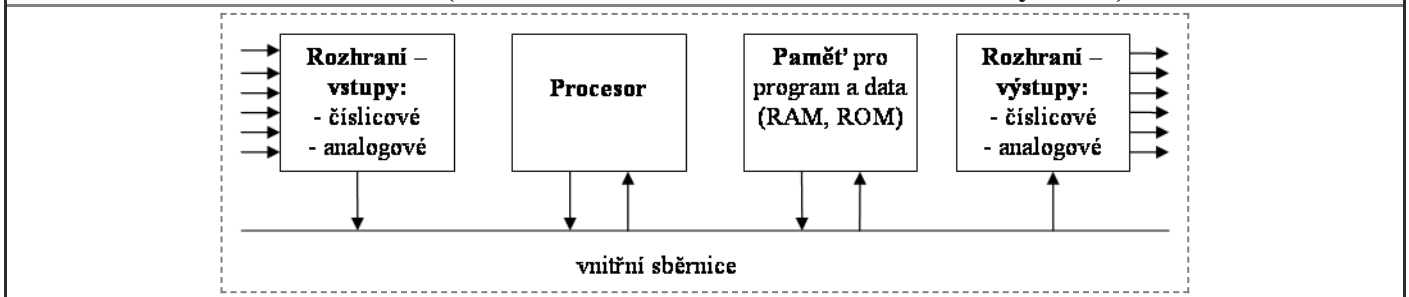 Rozhraní –
vstupy:
- číslicové
- analogové
Procesor
Paměť pro
program a data
(RAM, ROM)
Rozhraní –
výstupy:
- číslicové
- analogové
vnitřní sběrnice